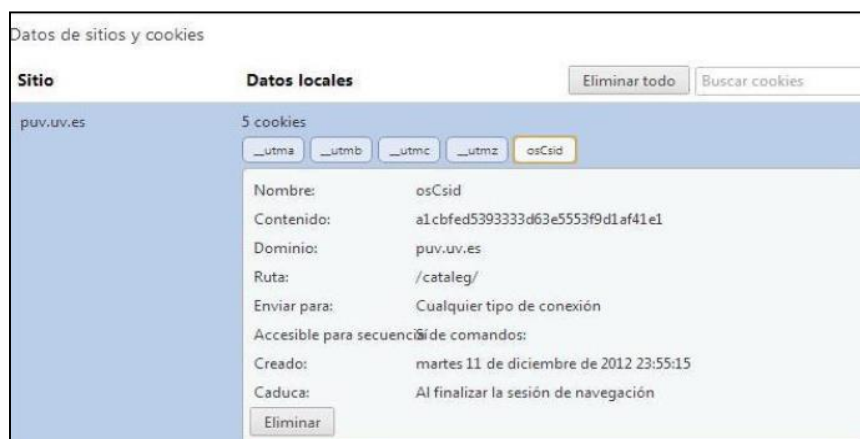 Datos de sitios y cookies
Sitio Datos locales Eliminar todo Buscar cookies
puv.uv.es 5 cookies
__utma __utmb __utmc __utmz osCsid
Nombre: osCsid
Contenido: a1cbfed5393333d63e5553f9d1af41e1
Dominio: puv.uv.es
Ruta: /cataleg/
Enviar para: Cualquier tipo de conexión
Accesible para secuencias de comandos: Sí
Creado: martes 11 de diciembre de 2012 23:55:15
Caduca: Al finalizar la sesión de navegación
Eliminar